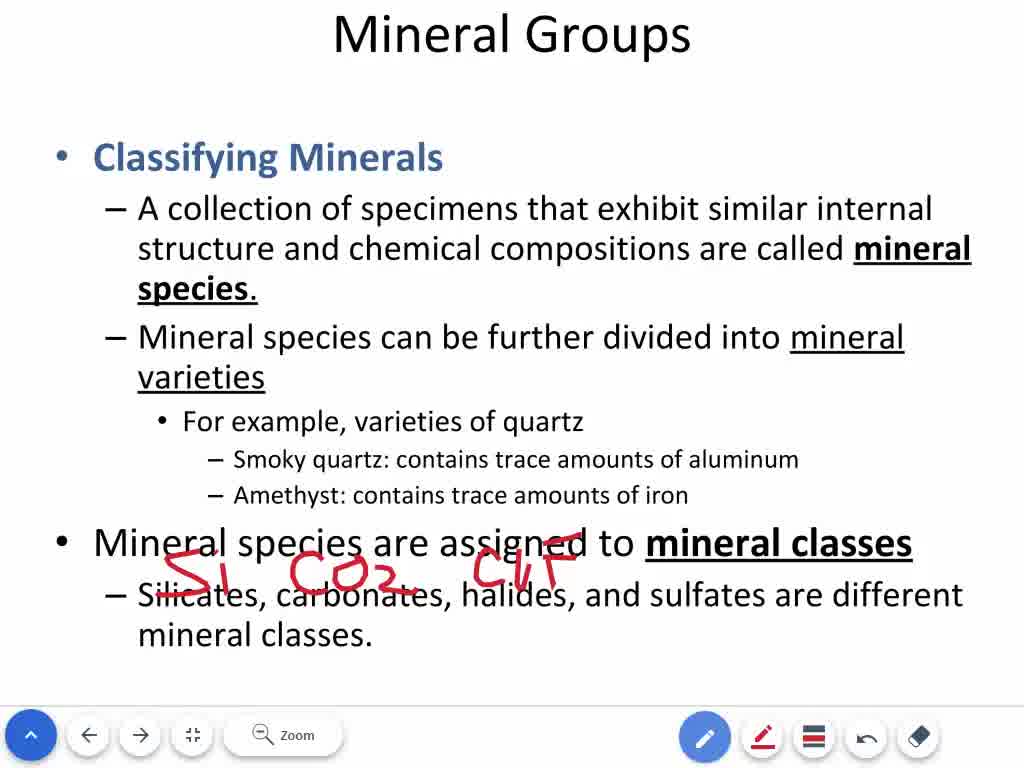 Mineral Groups
• Classifying Minerals
– A collection of specimens that exhibit similar internal
structure and chemical compositions are called mineral
species.
– Mineral species can be further divided into mineral
varieties
• For example, varieties of quartz
– Smoky quartz: contains trace amounts of aluminum
– Amethyst: contains trace amounts of iron
• Mineral species are assigned to mineral classes
Si CO2 Cl F
– Silicates, carbonates, halides, and sulfates are different
mineral classes.
Zoom